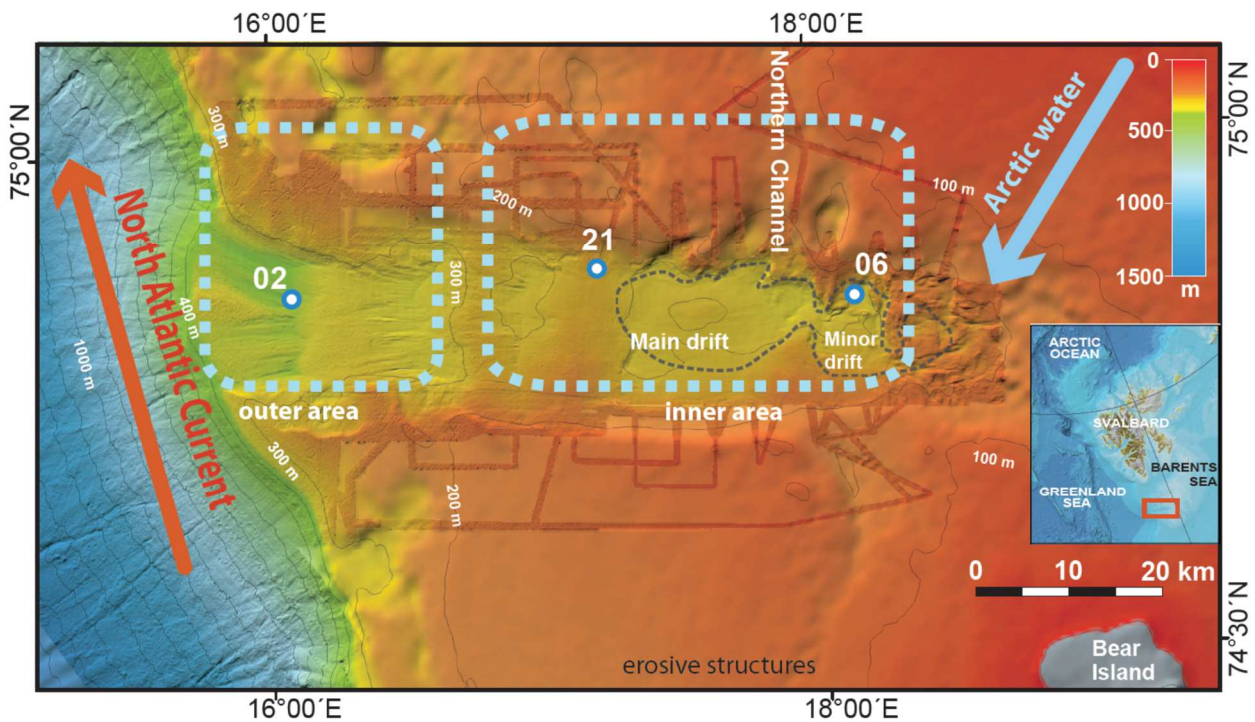 16°00´E
18°00´E
75°00´N
75°00´N
0
500
1000
1500
m
Northern Channel
Arctic water
300 m
200 m
100 m
02
21
06
300 m
400 m
1000 m
North Atlantic Current
Main drift
Minor
drift
outer area
inner area
300 m
200 m
100 m
ARCTIC
OCEAN
SVALBARD
BARENTS
SEA
GREENLAND
SEA
0
10
20 km
74°30´N
erosive structures
Bear
Island
16°00´E
18°00´E